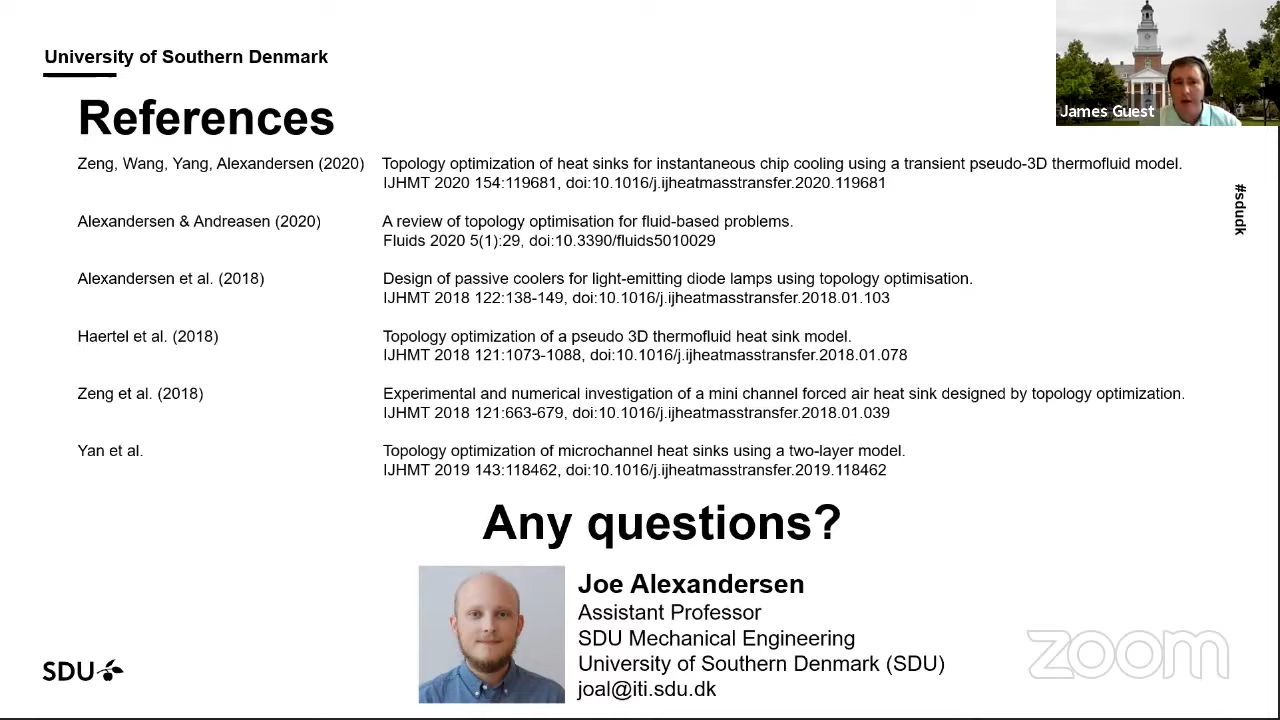 University of Southern Denmark
James Guest
#sdudk
References
Zeng, Wang, Yang, Alexandersen (2020) Topology optimization of heat sinks for instantaneous chip cooling using a transient pseudo-3D thermofluid model.
IJHMT 2020 154:119681, doi:10.1016/j.ijheatmasstransfer.2020.119681
Alexandersen & Andreasen (2020) A review of topology optimisation for fluid-based problems.
Fluids 2020 5(1):29, doi:10.3390/fluids5010029
Alexandersen et al. (2018) Design of passive coolers for light-emitting diode lamps using topology optimisation.
IJHMT 2018 122:138-149, doi:10.1016/j.ijheatmasstransfer.2018.01.103
Haertel et al. (2018) Topology optimization of a pseudo 3D thermofluid heat sink model.
IJHMT 2018 121:1073-1088, doi:10.1016/j.ijheatmasstransfer.2018.01.078
Zeng et al. (2018) Experimental and numerical investigation of a mini channel forced air heat sink designed by topology optimization.
IJHMT 2018 121:663-679, doi:10.1016/j.ijheatmasstransfer.2018.01.039
Yan et al. Topology optimization of microchannel heat sinks using a two-layer model.
IJHMT 2019 143:118462, doi:10.1016/j.ijheatmasstransfer.2019.118462
Any questions?
Joe Alexandersen
Assistant Professor
SDU Mechanical Engineering
University of Southern Denmark (SDU)
joal@iti.sdu.dk
SDU
zoom